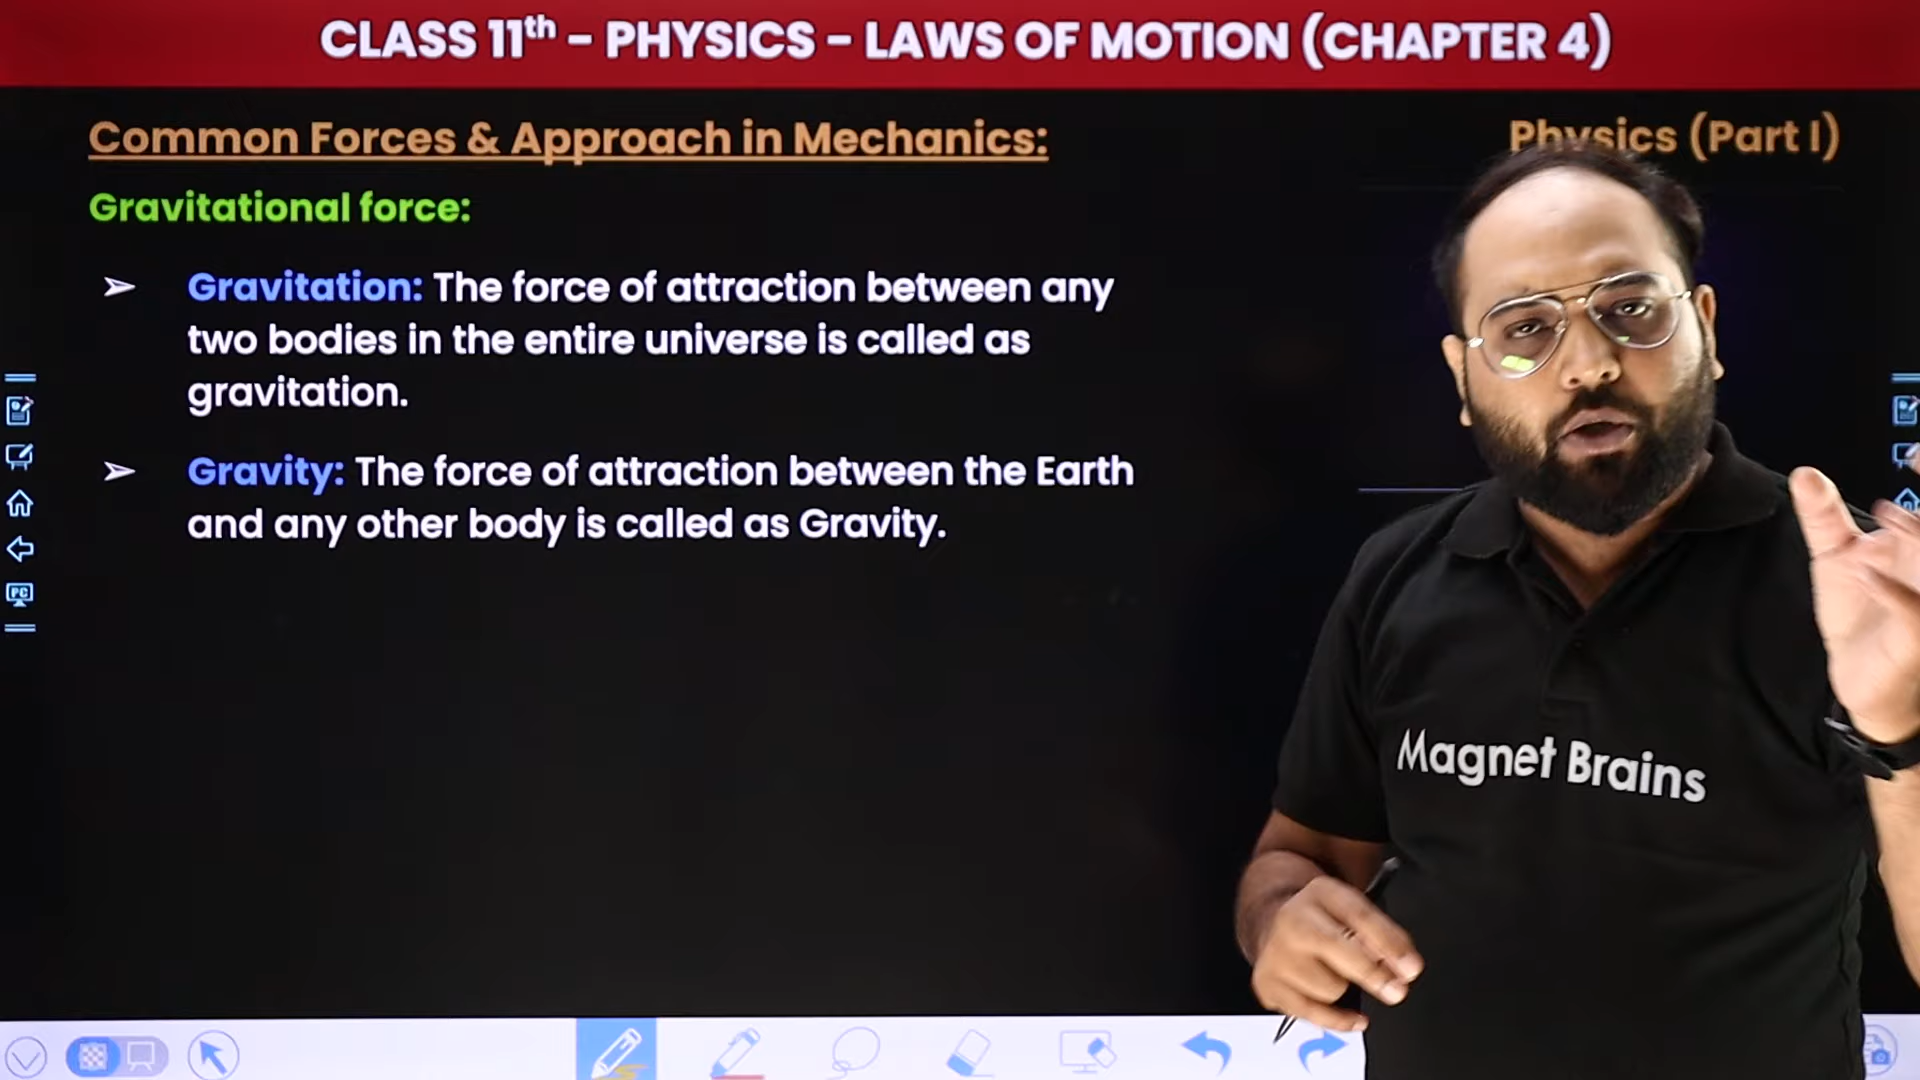 CLASS 11th - PHYSICS - LAWS OF MOTION (CHAPTER 4)
Common Forces & Approach in Mechanics:
Physics (Part I)
Gravitational force:
➢ Gravitation: The force of attraction between any
two bodies in the entire universe is called as
gravitation.
➢ Gravity: The force of attraction between the Earth
and any other body is called as Gravity.
PC
Magnet Brains